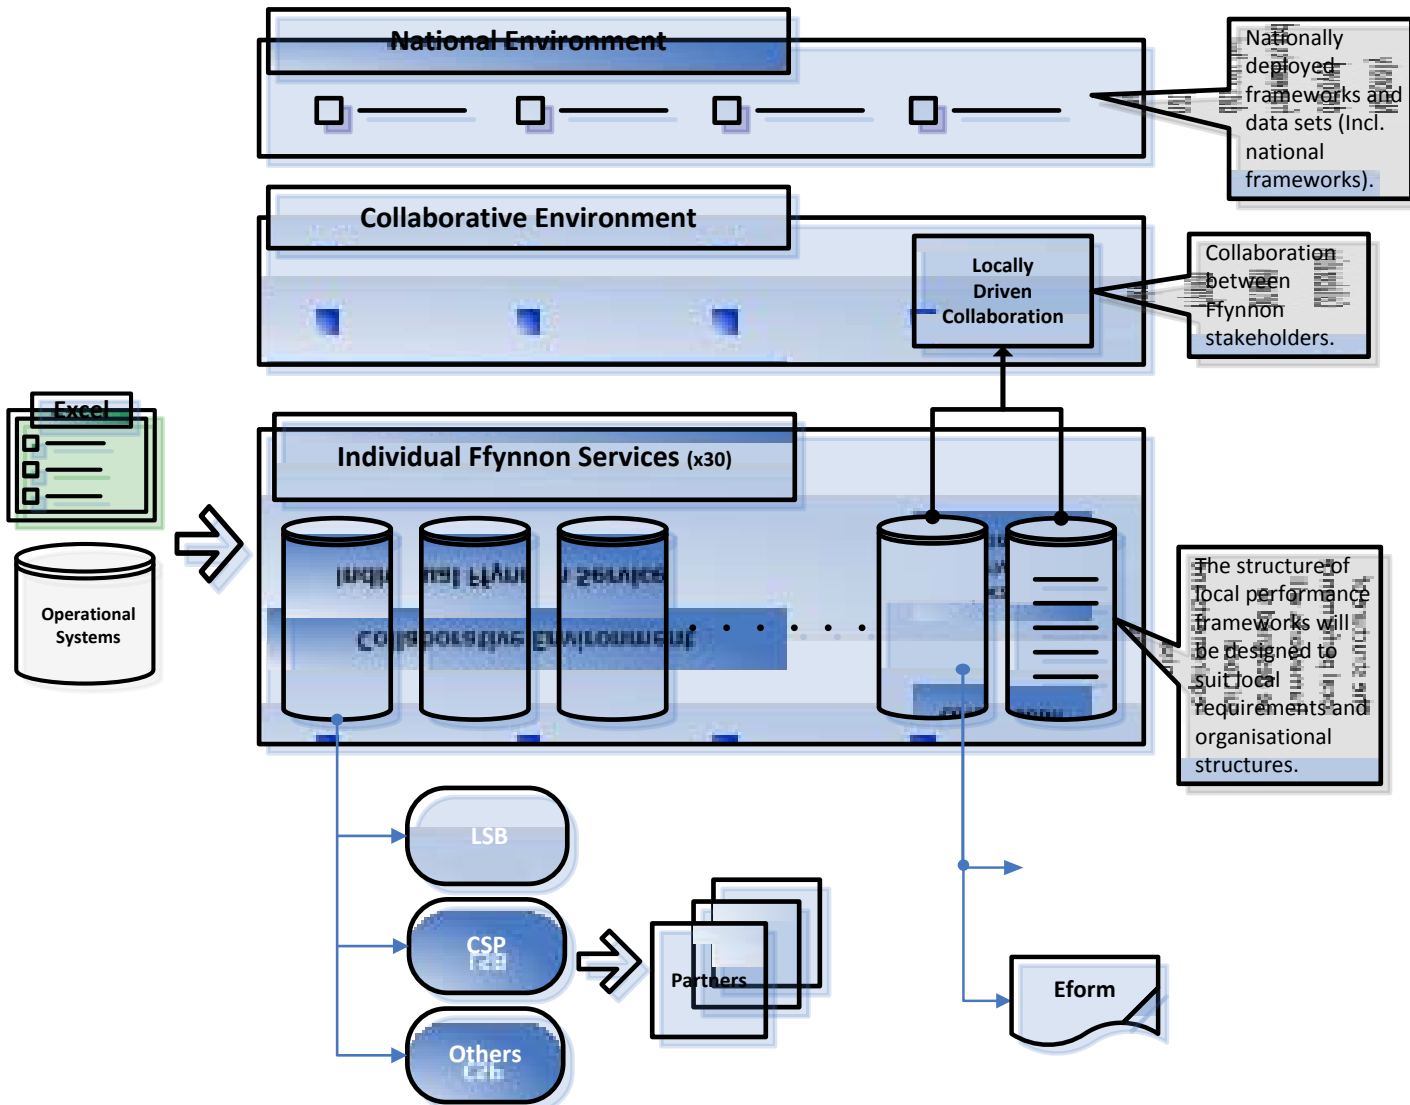 National Environment
Nationally
deployed
frameworks and
data sets (Incl.
national
frameworks).
Collaborative Environment
Locally
Driven
Collaboration
Collaboration
between
Ffynnon
stakeholders.
Excel
Individual Ffynnon Services (x30)
Operational
Systems
The structure of
local performance
frameworks will
be designed to
suit local
requirements and
organisational
structures.
LSB
CSP
Partners
Others
Eform